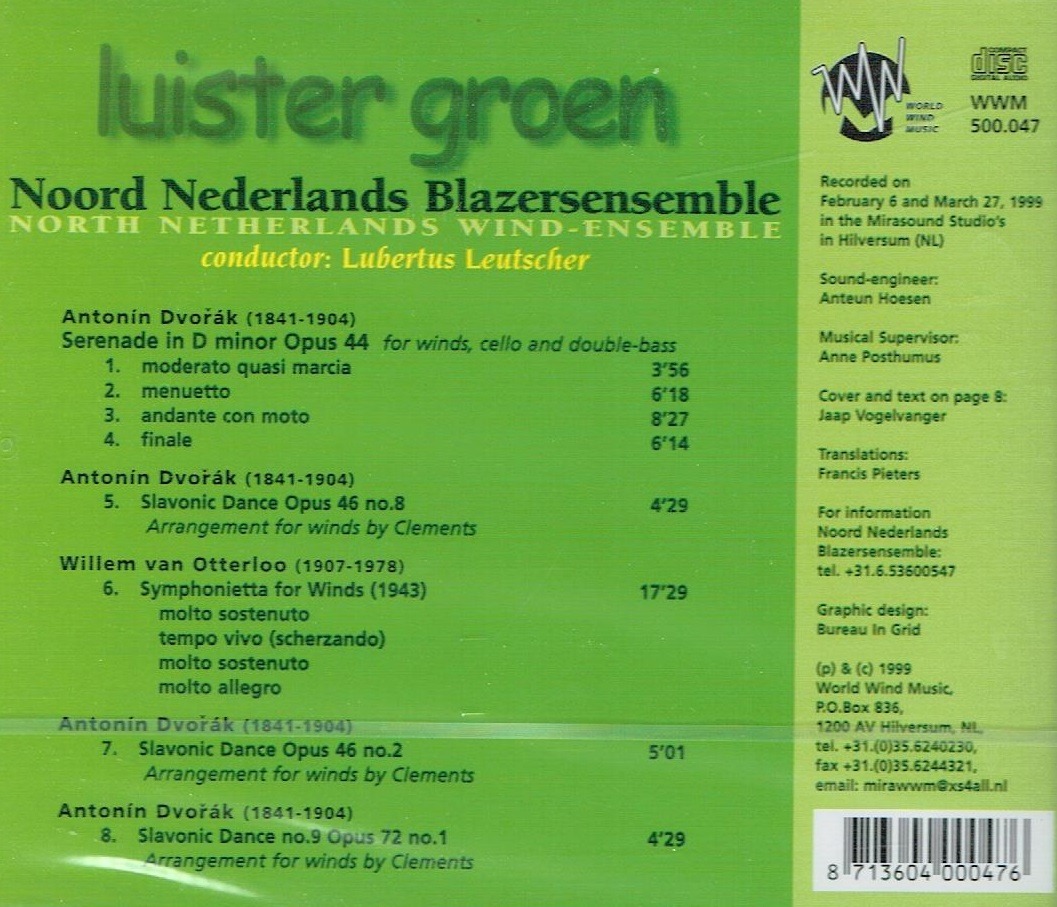 luister groen
Noord Nederlands Blazersensemble
NORTH NETHERLANDS WIND-ENSEMBLE
conductor: Lubertus Leutscher
Antonín Dvořák (1841-1904)
Serenade in D minor Opus 44 for winds, cello and double-bass
1. moderato quasi marcia 3'56
2. menuetto 6'18
3. andante con moto 8'27
4. finale 6'14
Antonín Dvořák (1841-1904)
5. Slavonic Dance Opus 46 no.8 4'29
Arrangement for winds by Clements
Willem van Otterloo (1907-1978)
6. Symphonietta for Winds (1943) 17'29
molto sostenuto
tempo vivo (scherzando)
molto sostenuto
molto allegro
Antonín Dvořák (1841-1904)
7. Slavonic Dance Opus 46 no.2 5'01
Arrangement for winds by Clements
Antonín Dvořák (1841-1904)
8. Slavonic Dance no.9 Opus 72 no.1 4'29
Arrangement for winds by Clements
WORLD
WIND
MUSIC
COMPACT
disc
DIGITAL AUDIO
WWM
500.047
Recorded on
February 6 and March 27, 1999
in the Mirasound Studio's
in Hilversum (NL)
Sound-engineer:
Anteun Hoesen
Musical Supervisor:
Anne Posthumus
Cover and text on page 8:
Jaap Vogelvanger
Translations:
Francis Pieters
For information
Noord Nederlands
Blazersensemble:
tel. +31.6.53600547
Graphic design:
Bureau In Grid
(p) & (c) 1999
World Wind Music,
P.O.Box 836,
1200 AV Hilversum, NL,
tel. +31.(0)35.6240230,
fax +31.(0)35.6244321,
email: mirawwm@xs4all.nl
8 713604 000476